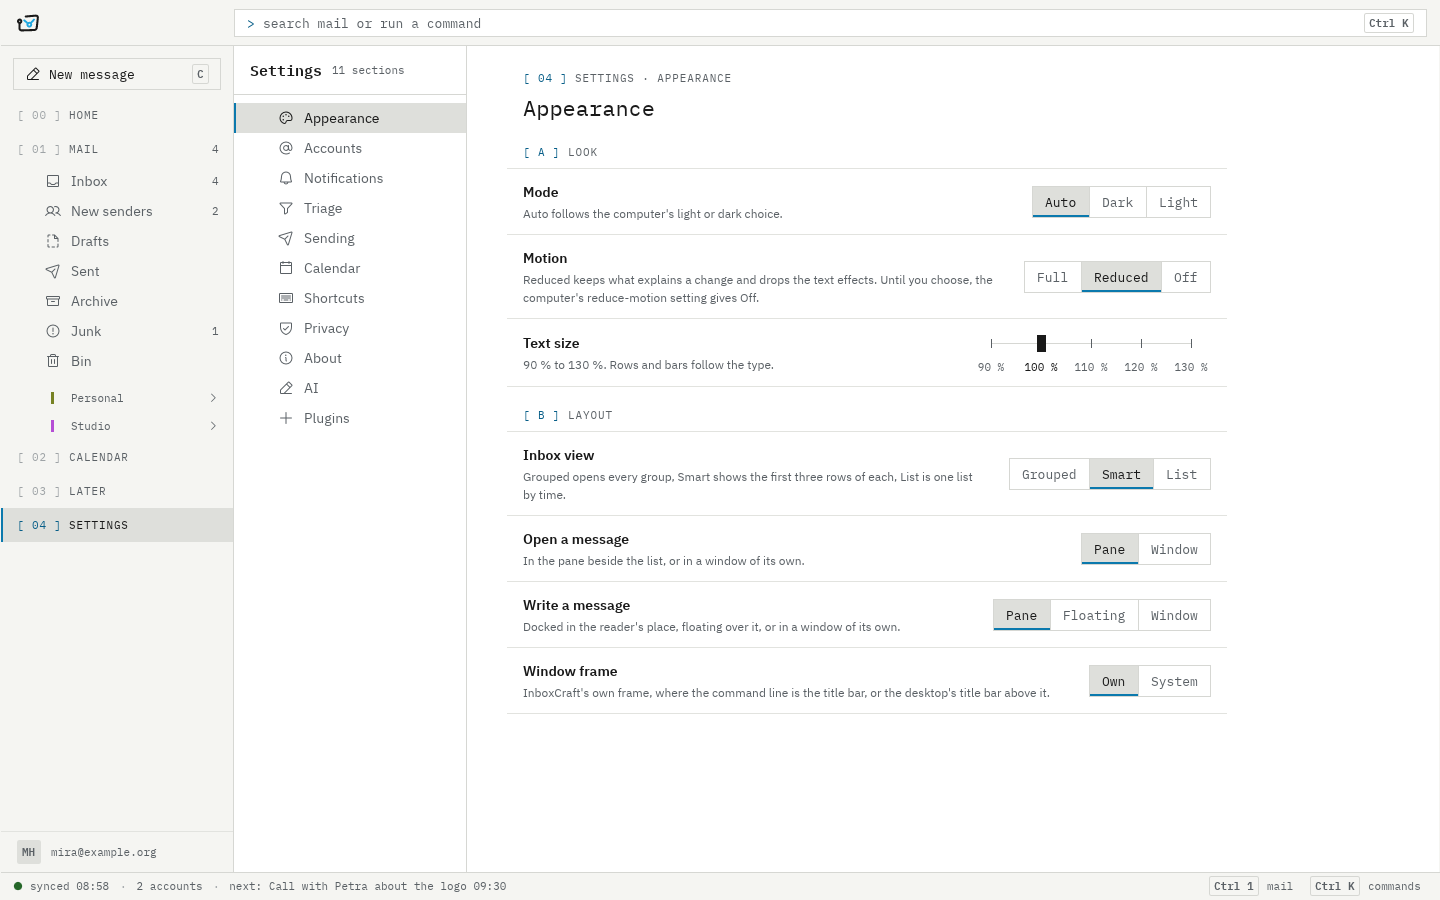 > search mail or run a command Ctrl K
New message C
[ 00 ] HOME
[ 01 ] MAIL 4
Inbox 4
New senders 2
Drafts
Sent
Archive
Junk 1
Bin
Personal
Studio
[ 02 ] CALENDAR
[ 03 ] LATER
[ 04 ] SETTINGS
MH mira@example.org
Settings 11 sections
Appearance
Accounts
Notifications
Triage
Sending
Calendar
Shortcuts
Privacy
About
AI
Plugins
[ 04 ] SETTINGS · APPEARANCE
Appearance
[ A ] LOOK
Mode
Auto follows the computer's light or dark choice.
Auto Dark Light
Motion
Reduced keeps what explains a change and drops the text effects. Until you choose, the
computer's reduce-motion setting gives Off.
Full Reduced Off
Text size
90 % to 130 %. Rows and bars follow the type.
90 % 100 % 110 % 120 % 130 %
[ B ] LAYOUT
Inbox view
Grouped opens every group, Smart shows the first three rows of each, List is one list
by time.
Grouped Smart List
Open a message
In the pane beside the list, or in a window of its own.
Pane Window
Write a message
Docked in the reader's place, floating over it, or in a window of its own.
Pane Floating Window
Window frame
InboxCraft's own frame, where the command line is the title bar, or the desktop's title bar above it.
Own System
synced 08:58 · 2 accounts · next: Call with Petra about the logo 09:30
Ctrl 1 mail Ctrl K commands